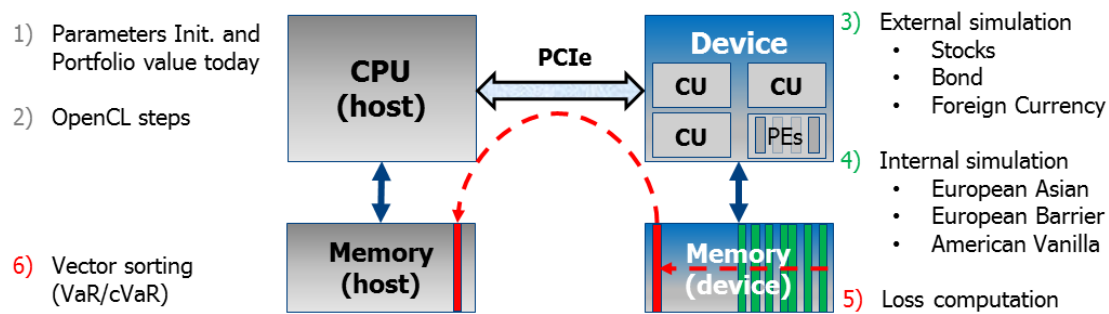 1) Parameters Init. and
Portfolio value today
2) OpenCL steps
6) Vector sorting
(VaR/cVaR)
CPU
(host)
PCIe
Device
CU
CU
CU
PEs
Memory
(host)
Memory
(device)
3) External simulation
• Stocks
• Bond
• Foreign Currency
4) Internal simulation
• European Asian
• European Barrier
• American Vanilla
5) Loss computation